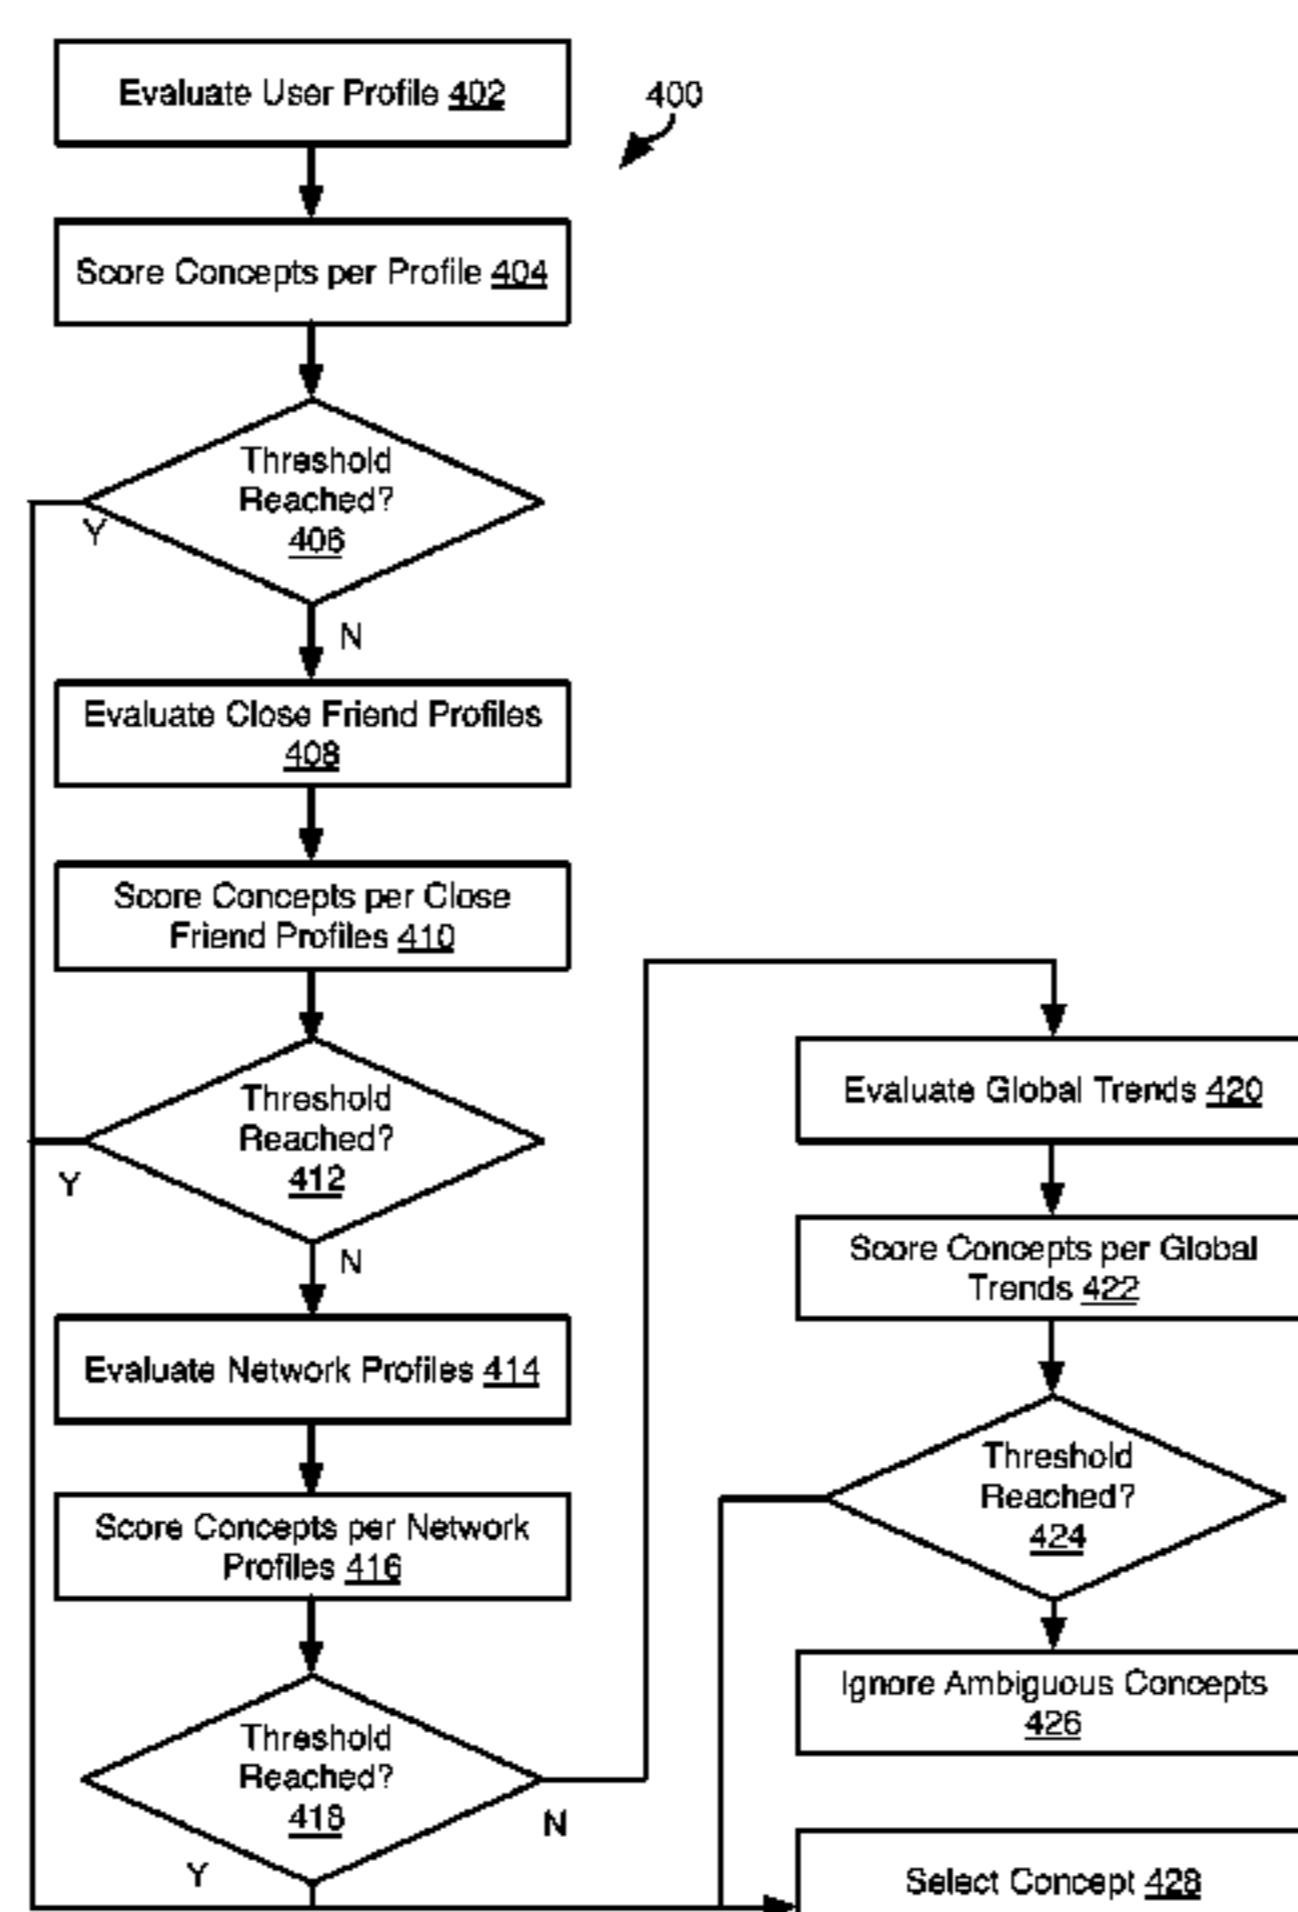 Evaluate User Profile 402
400
Score Concepts per Profile 404
Threshold
Reached?
406
Y
N
Evaluate Close Friend Profiles
408
Score Concepts per Close
Friend Profiles 410
Threshold
Reached?
412
Y
N
Evaluate Network Profiles 414
Score Concepts per Network
Profiles 416
Threshold
Reached?
418
Y
N
Evaluate Global Trends 420
Score Concepts per Global
Trends 422
Threshold
Reached?
424
Ignore Ambiguous Concepts
426
Select Concept 428